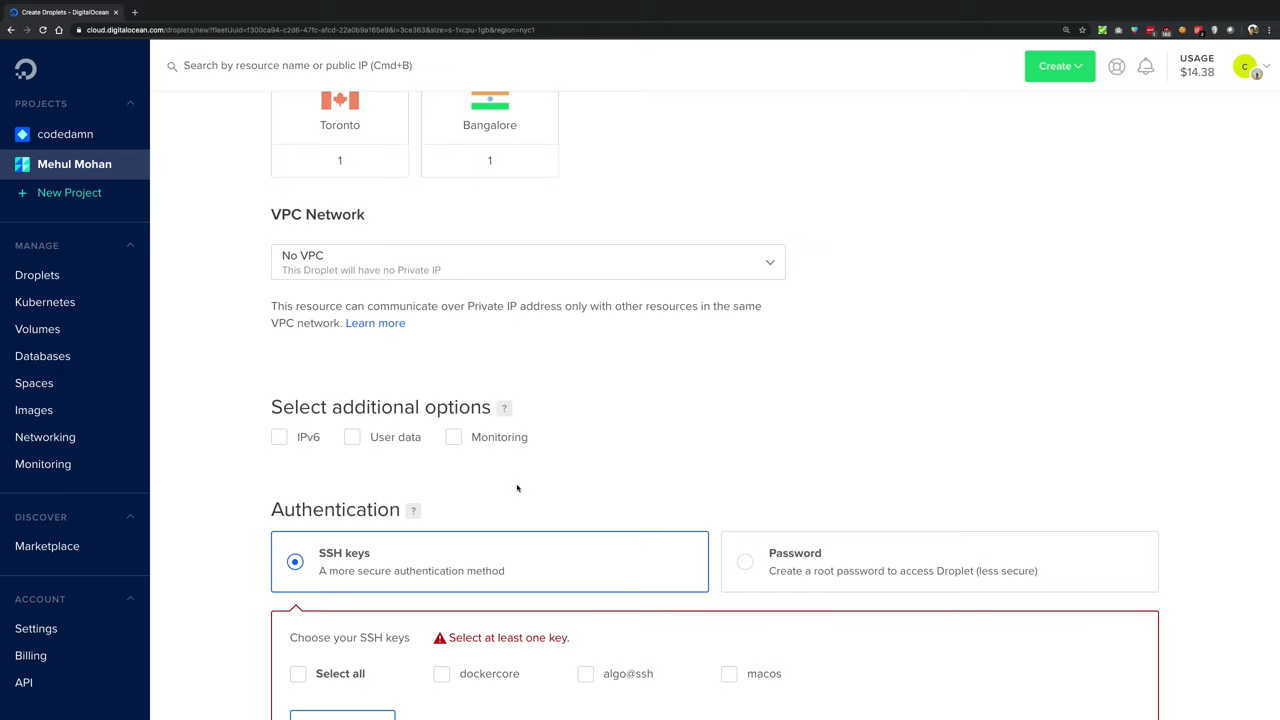 Create Droplets - DigitalOcean
cloud.digitalocean.com/droplets/new?fleetUuid=f300ca94-c2d6-47fc-afcd-22a0b9a165e9&i=3ce363&size=s-1vcpu-1gb&region=nyc1
Search by resource name or public IP (Cmd+B)
Create
USAGE
$14.38
C
PROJECTS
codedamn
Mehul Mohan
+ New Project
MANAGE
Droplets
Kubernetes
Volumes
Databases
Spaces
Images
Networking
Monitoring
DISCOVER
Marketplace
ACCOUNT
Settings
Billing
API
Toronto
Bangalore
1
1
VPC Network
No VPC
This Droplet will have no Private IP
This resource can communicate over Private IP address only with other resources in the same
VPC network. Learn more
Select additional options ?
IPv6
User data
Monitoring
Authentication ?
SSH keys
A more secure authentication method
Password
Create a root password to access Droplet (less secure)
Choose your SSH keys
Select at least one key.
Select all
dockercore
algo@ssh
macos